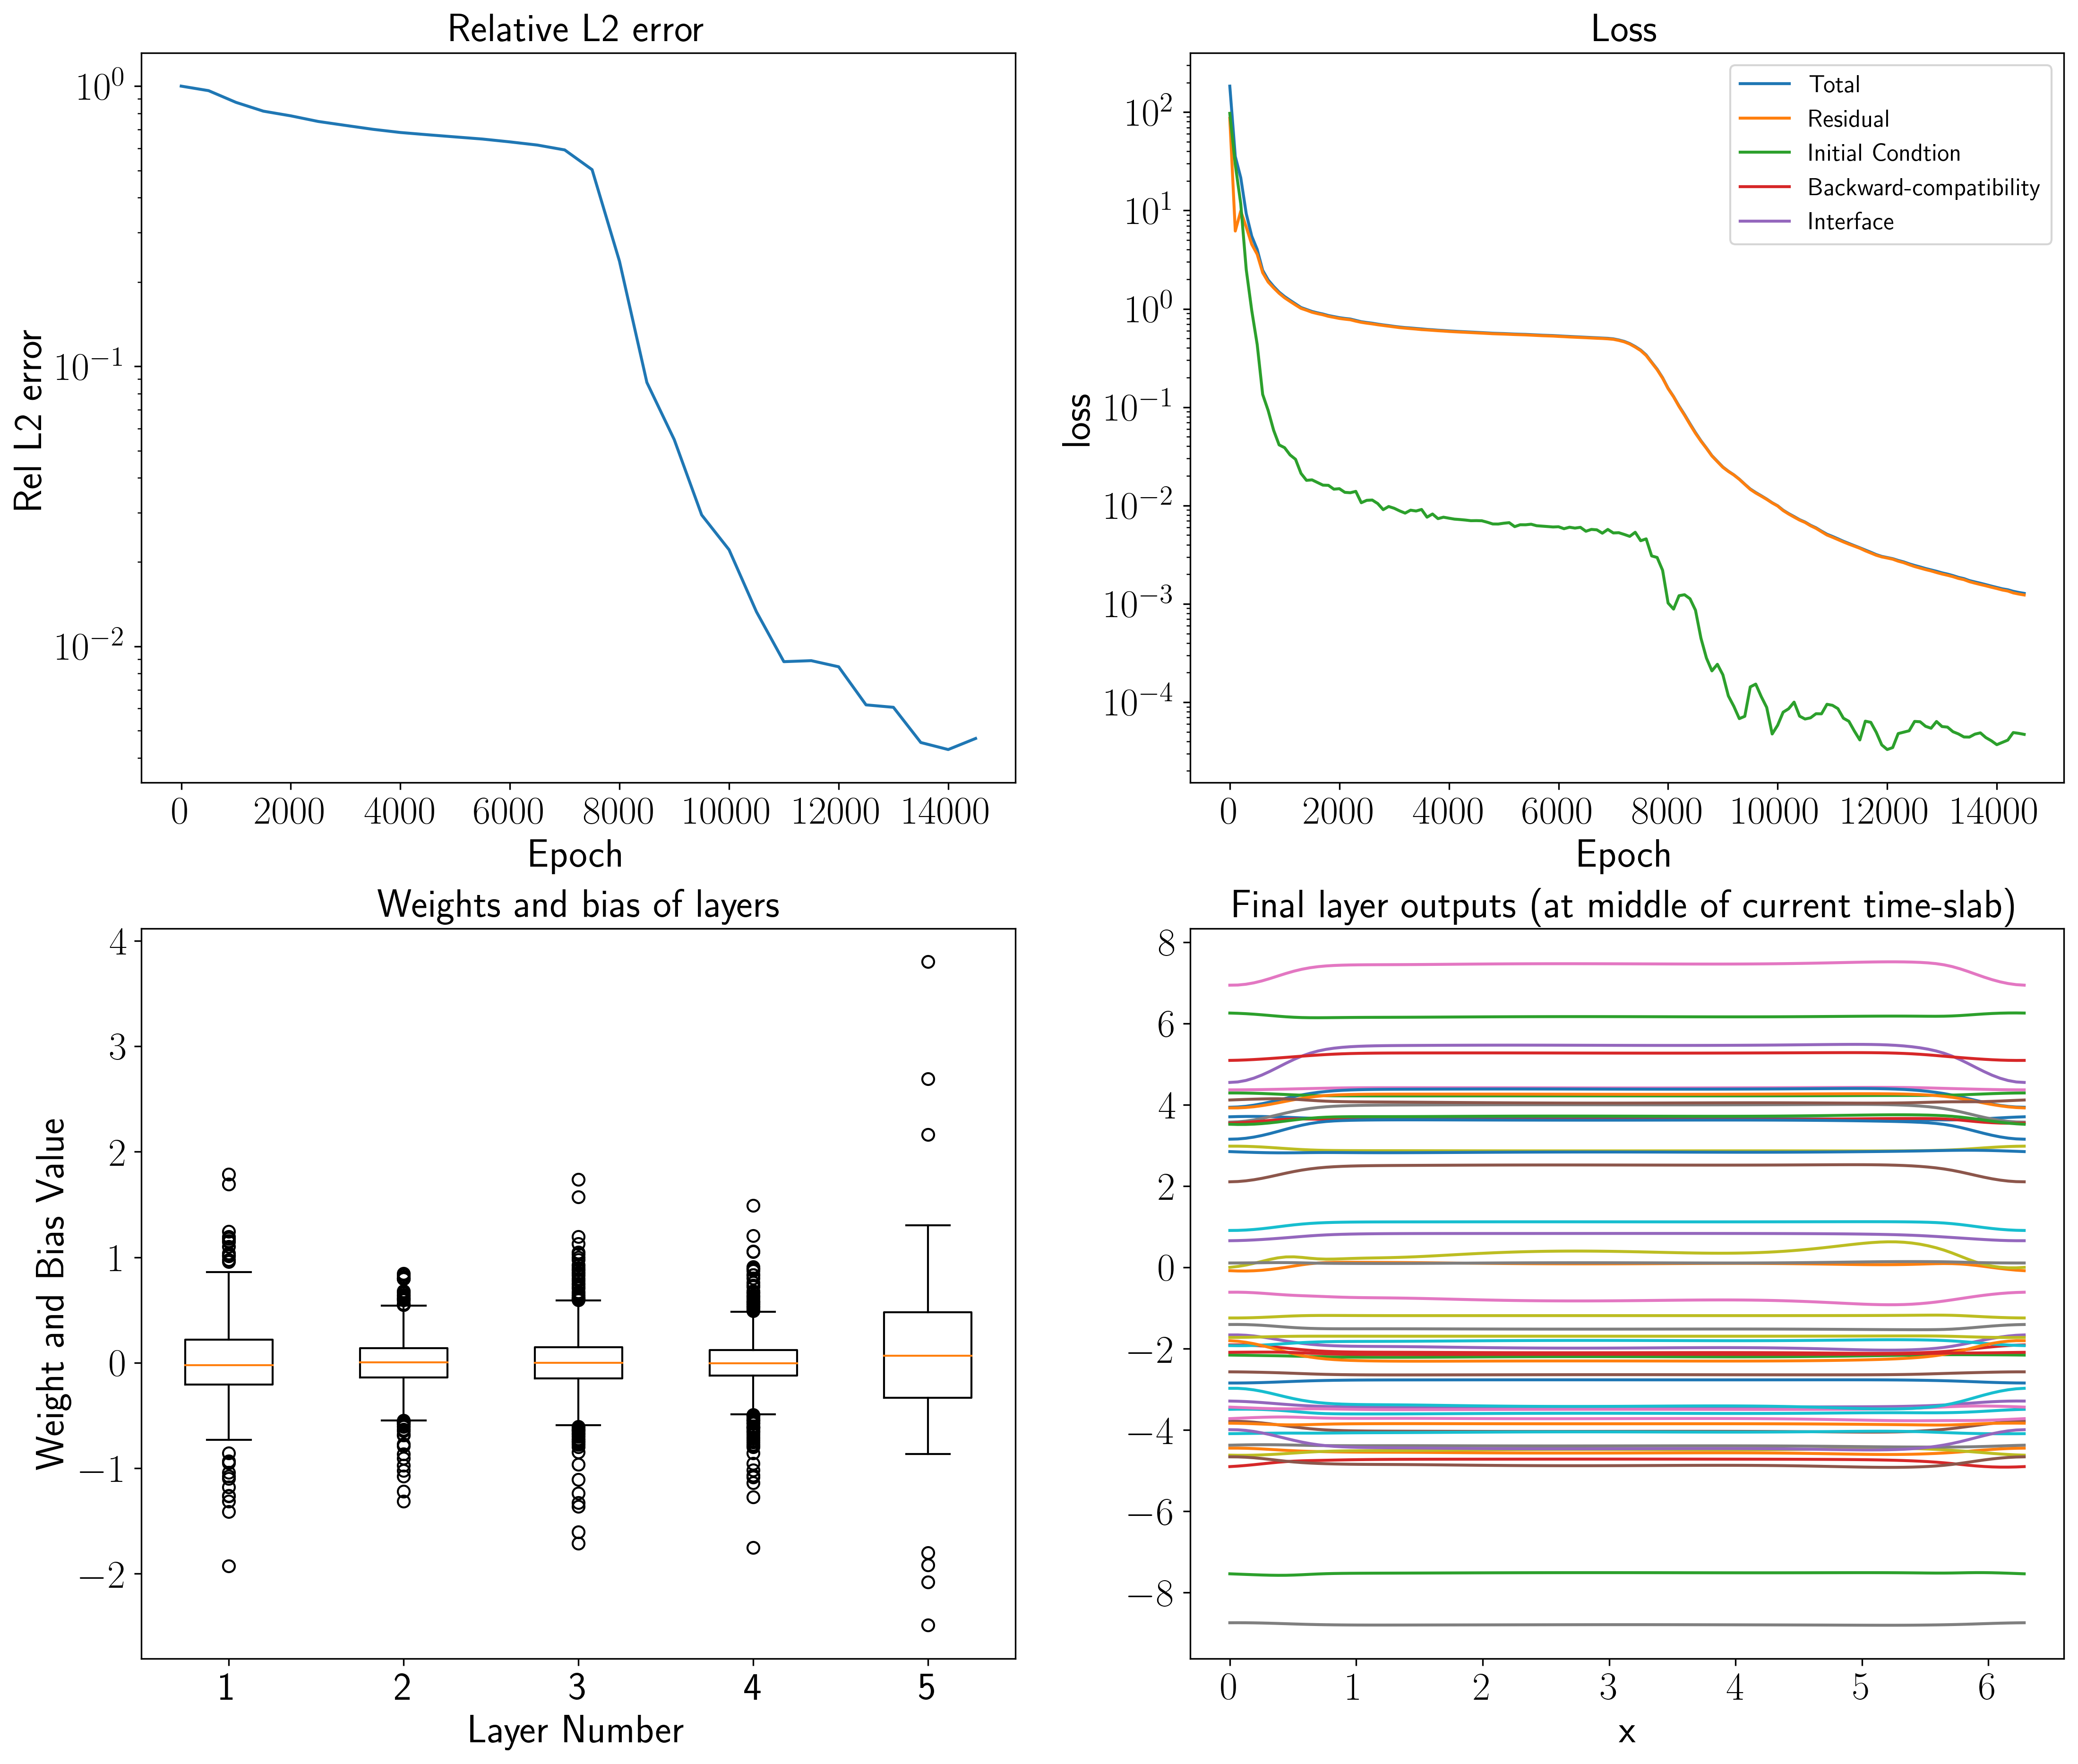 Relative L2 error
10^0
10^−1
10^−2
Rel L2 error
0 2000 4000 6000 8000 10000 12000 14000
Epoch
Loss
10^2
10^1
10^0
10^−1
10^−2
10^−3
10^−4
loss
Total
Residual
Initial Condtion
Backward-compatibility
Interface
0 2000 4000 6000 8000 10000 12000 14000
Epoch
Weights and bias of layers
4
3
2
1
0
−1
−2
Weight and Bias Value
1 2 3 4 5
Layer Number
Final layer outputs (at middle of current time-slab)
8
6
4
2
0
−2
−4
−6
−8
0 1 2 3 4 5 6
x